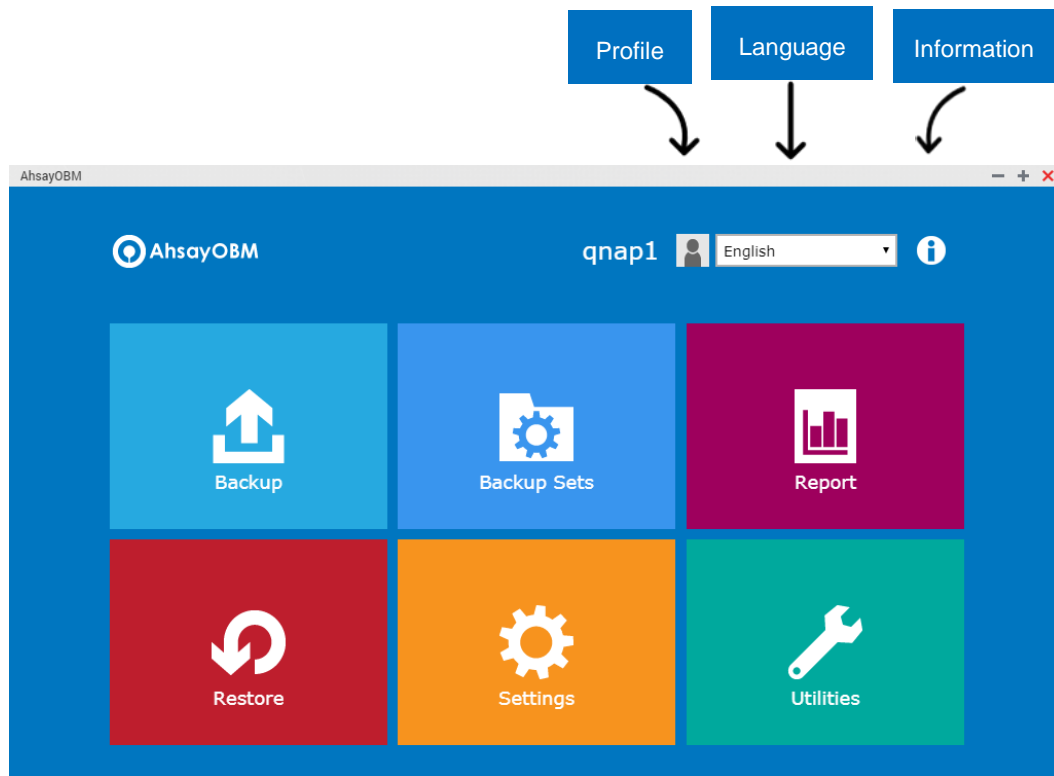 Profile
Language
Information
AhsayOBM
AhsayOBM
qnap1
English
Backup
Backup Sets
Report
Restore
Settings
Utilities